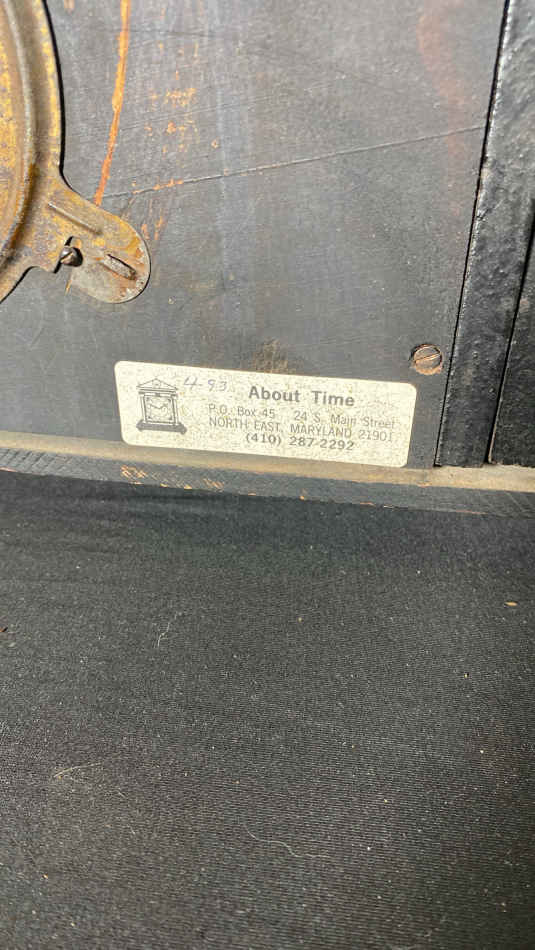 4-93 About Time
P.O. Box 45 24 S. Main Street
NORTH EAST, MARYLAND 21901
(410) 287-2292